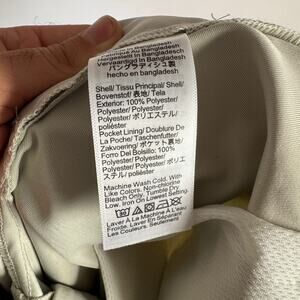 Made in Bangladesh
Fabriqué au Bangladesh
Hergestellt in Bangladesh
Vervaardigd in Bangladesh
バングラディシュ製
hecho en bangladesh
Shell/ Tissu Principal/ Shell/
Bovenstof/ 表地/ Tela
Exterior: 100% Polyester/
Polyester/ Polyester/
Polyester/ ポリエステル/
poliéster
Pocket Lining/ Doublure De
La Poche/ Taschenfutter/
Zakvoering/ ポケット裏地/
Forro Del Bolsillo: 100%
Polyester/ Polyester/
Polyester/ Polyester/ ポリエ
ステル/ poliéster
Machine Wash Cold. With
Like Colors. Non-chlorine
Bleach Only. Tumble Dry
Low. Iron On Lowest Setting.
Laver À La Machine À L'eau
Froide. Laver En Séparant
Les Couleurs. Seulement